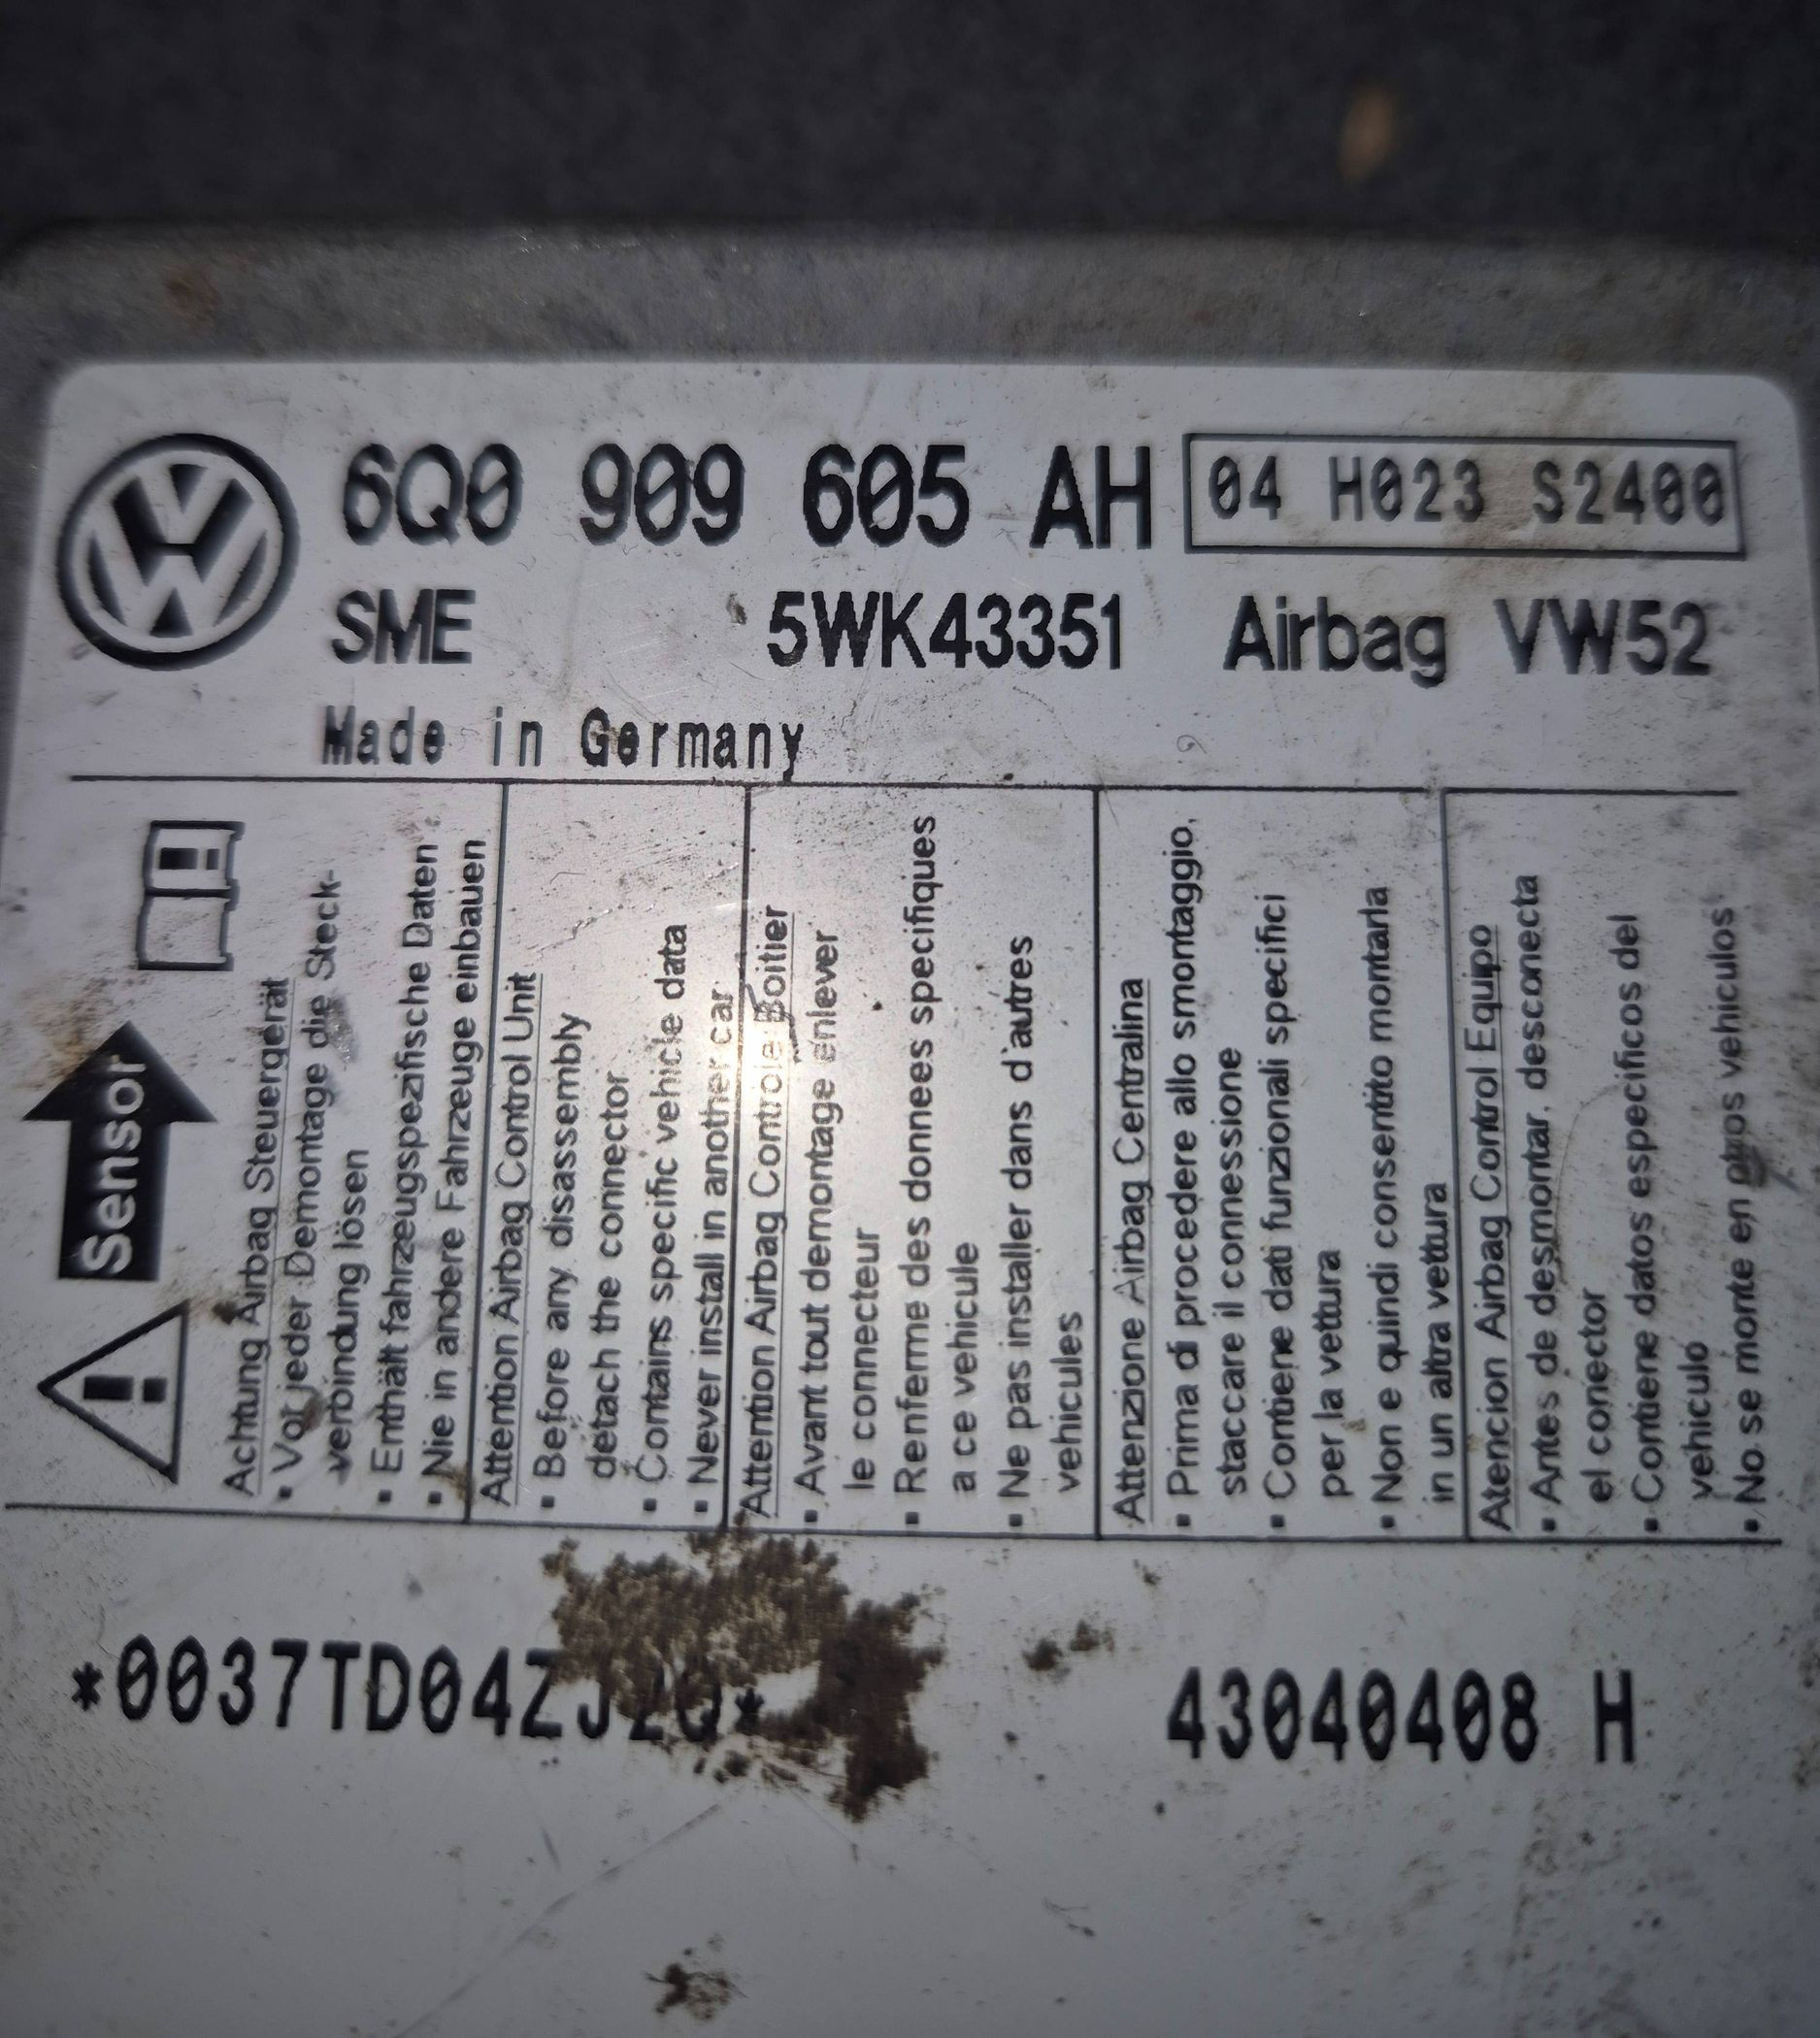 6Q0 909 605 AH
04 H023 S2400
SME 5WK43351 Airbag VW52
Made in Germany
Sensor
Achtung Airbag Steuergerät
• Vor jeder Demontage die Steck-
verbindung lösen
• Enthält fahrzeugspezifische Daten
• Nie in andere Fahrzeuge einbauen
Attention Airbag Control Unit
• Before any disassembly
detach the connector
• Contains specific vehicle data
• Never install in another car
Attention Airbag Controle Boitier
• Avant tout demontage enlever
le connecteur
• Renferme des donnees specifiques
a ce vehicule
• Ne pas installer dans d'autres
vehicules
Attenzione Airbag Centralina
• Prima di procedere allo smontaggio,
staccare il connessione
• Contiene dati funzionali specifici
per la vettura
• Non e quindi consentito montarla
in un altra vettura
Atencion Airbag Control Equipo
• Antes de desmontar, desconecta
el conector
• Contiene datos especificos del
vehiculo
• No se monte en otros vehiculos
43040408 H